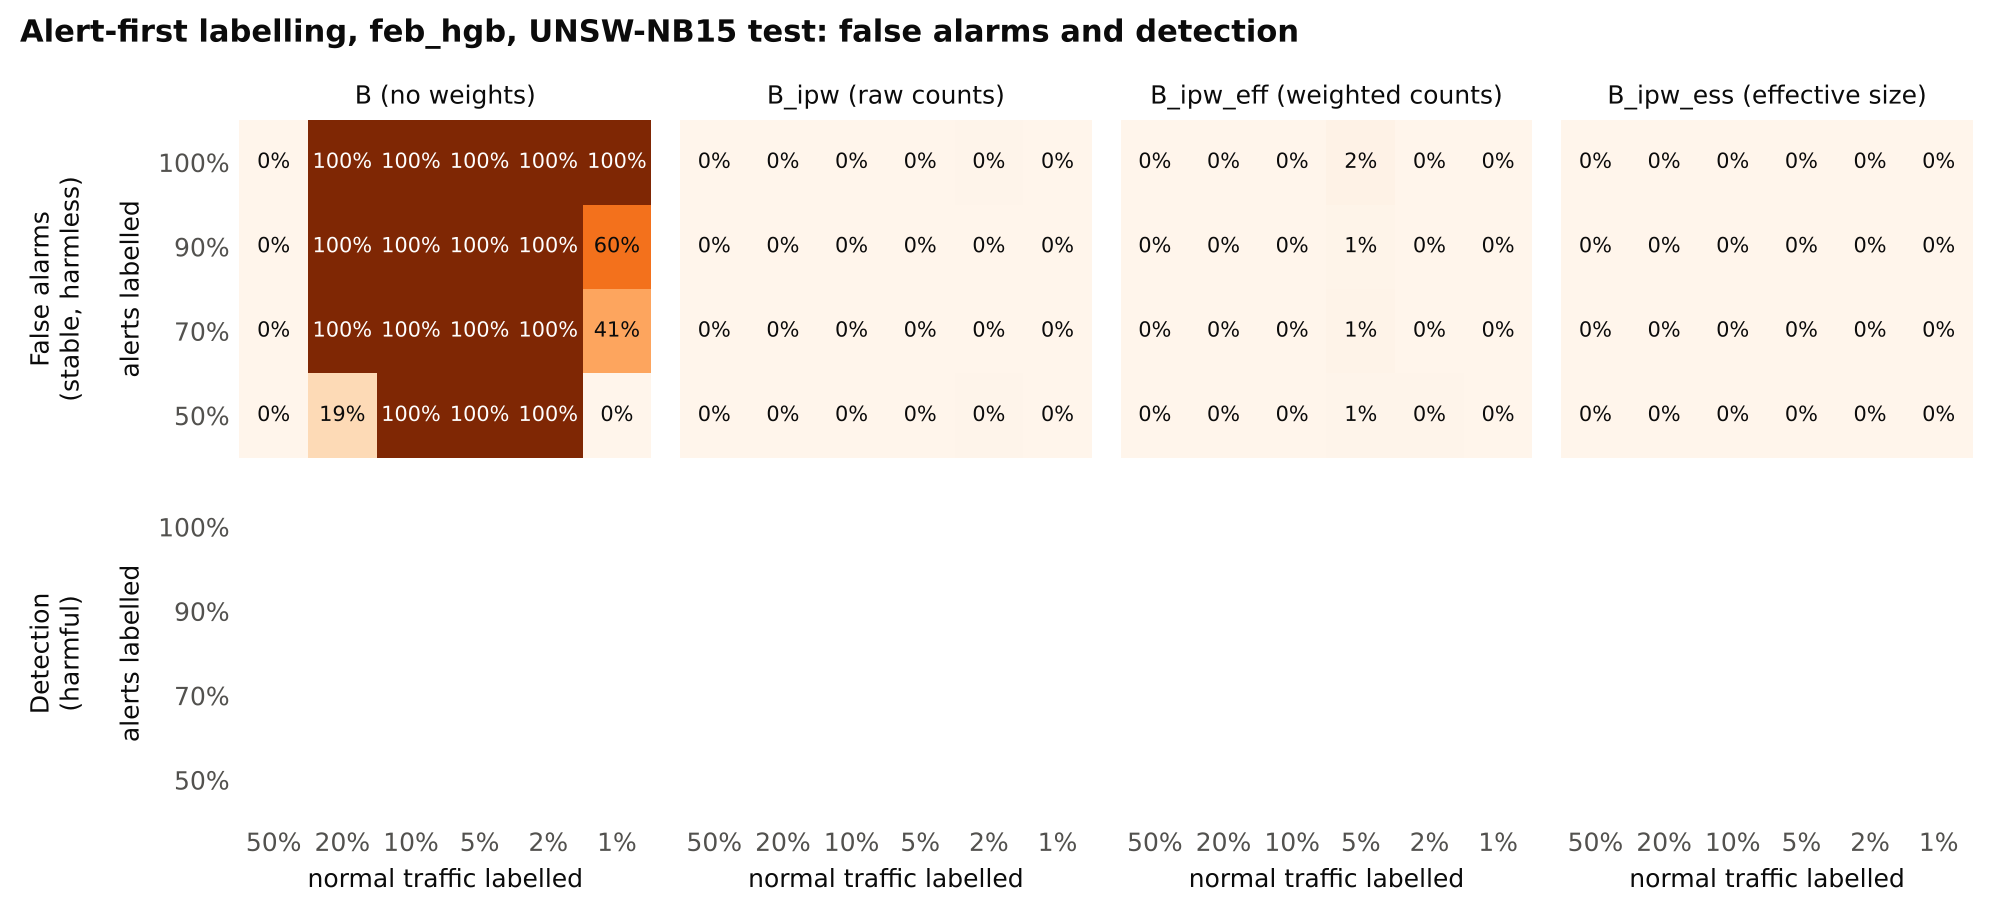 Alert-first labelling, feb_hgb, UNSW-NB15 test: false alarms and detection
B (no weights)
B_ipw (raw counts)
B_ipw_eff (weighted counts)
B_ipw_ess (effective size)
False alarms
(stable, harmless)
alerts labelled
100% 0% 100% 100% 100% 100% 100% 0% 0% 0% 0% 0% 0% 0% 0% 0% 2% 0% 0% 0% 0% 0% 0% 0% 0%
90% 0% 100% 100% 100% 100% 60% 0% 0% 0% 0% 0% 0% 0% 0% 0% 1% 0% 0% 0% 0% 0% 0% 0% 0%
70% 0% 100% 100% 100% 100% 41% 0% 0% 0% 0% 0% 0% 0% 0% 0% 1% 0% 0% 0% 0% 0% 0% 0% 0%
50% 0% 19% 100% 100% 100% 0% 0% 0% 0% 0% 0% 0% 0% 0% 0% 1% 0% 0% 0% 0% 0% 0% 0% 0%
Detection
(harmful)
alerts labelled
100%
90%
70%
50%
50% 20% 10% 5% 2% 1% 50% 20% 10% 5% 2% 1% 50% 20% 10% 5% 2% 1% 50% 20% 10% 5% 2% 1%
normal traffic labelled
normal traffic labelled
normal traffic labelled
normal traffic labelled